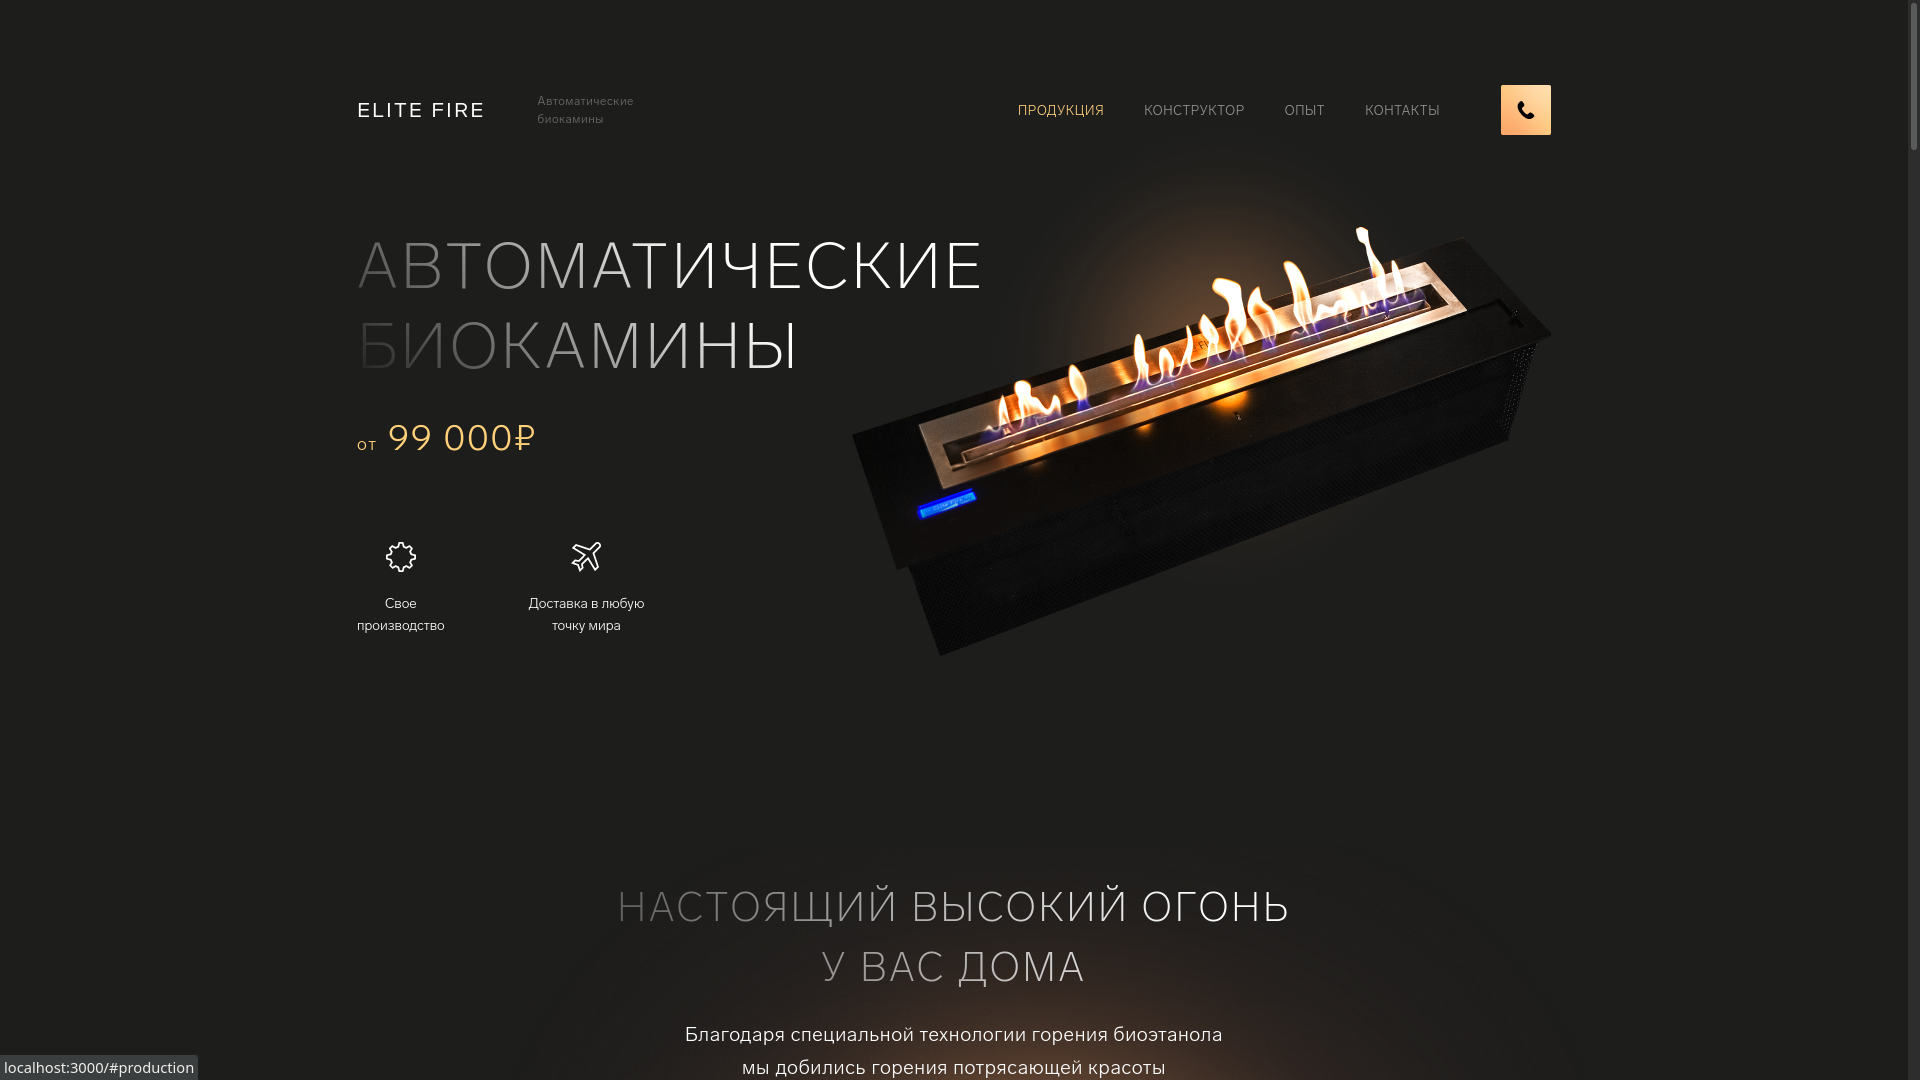 ELITE FIRE
Автоматические
биокамины
ПРОДУКЦИЯ
КОНСТРУКТОР
ОПЫТ
КОНТАКТЫ
АВТОМАТИЧЕСКИЕ
БИОКАМИНЫ
от 99 000₽
Свое
производство
Доставка в любую
точку мира
НАСТОЯЩИЙ ВЫСОКИЙ ОГОНЬ
У ВАС ДОМА
Благодаря специальной технологии горения биоэтанола
мы добились горения потрясающей красоты
localhost:3000/#production